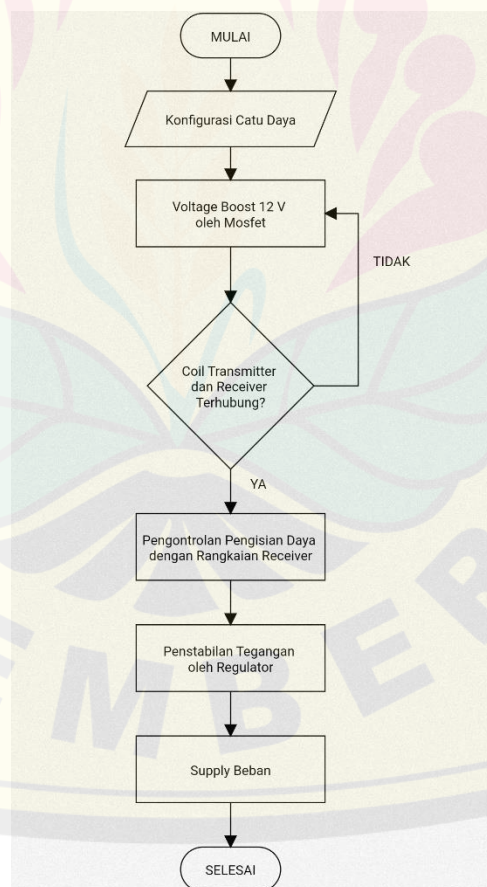 MULAI
Konfigurasi Catu Daya
Voltage Boost 12 V
oleh Mosfet
TIDAK
Coil Transmitter
dan Receiver
Terhubung?
YA
Pengontrolan Pengisian Daya
dengan Rangkaian Receiver
Penstabilan Tegangan
oleh Regulator
Supply Beban
SELESAI
EMBER